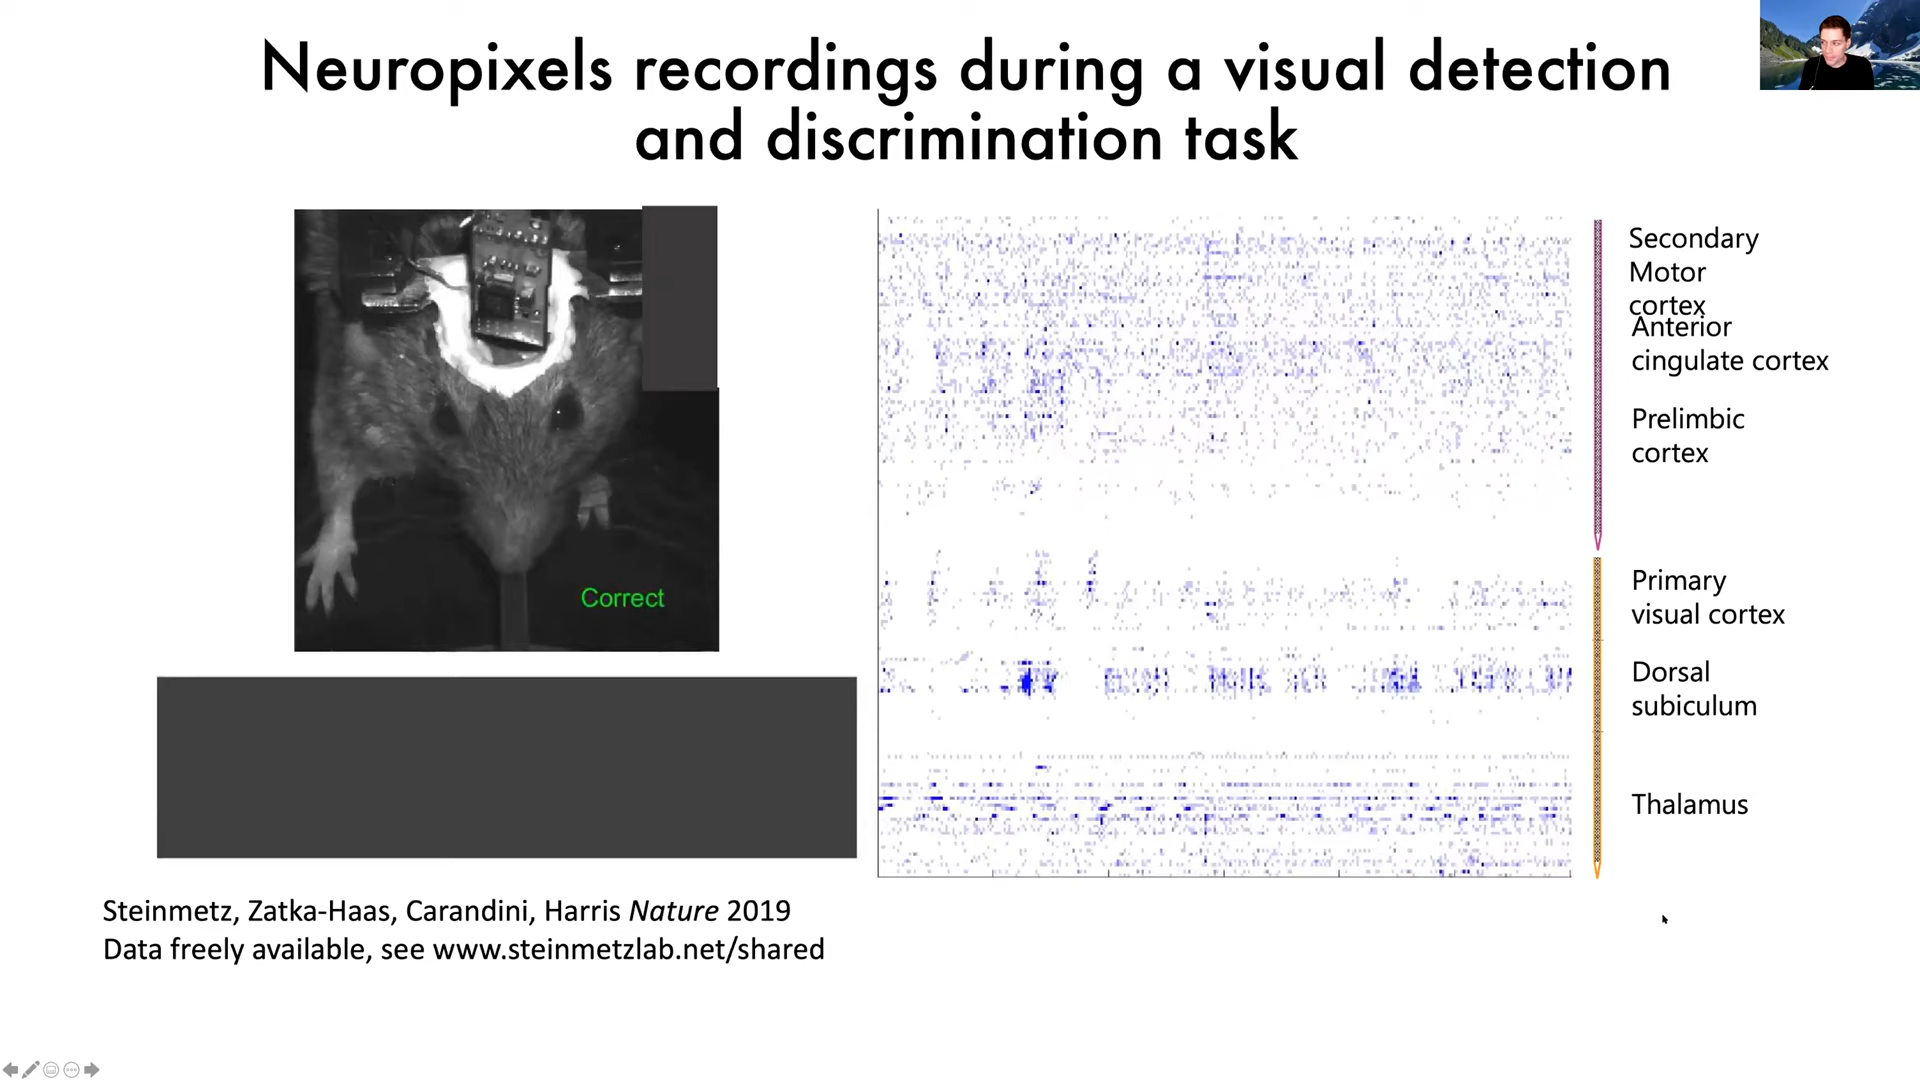 Neuropixels recordings during a visual detection
and discrimination task
Correct
Secondary
Motor
cortex
Anterior
cingulate cortex
Prelimbic
cortex
Primary
visual cortex
Dorsal
subiculum
Thalamus
Steinmetz, Zatka-Haas, Carandini, Harris Nature 2019
Data freely available, see www.steinmetzlab.net/shared